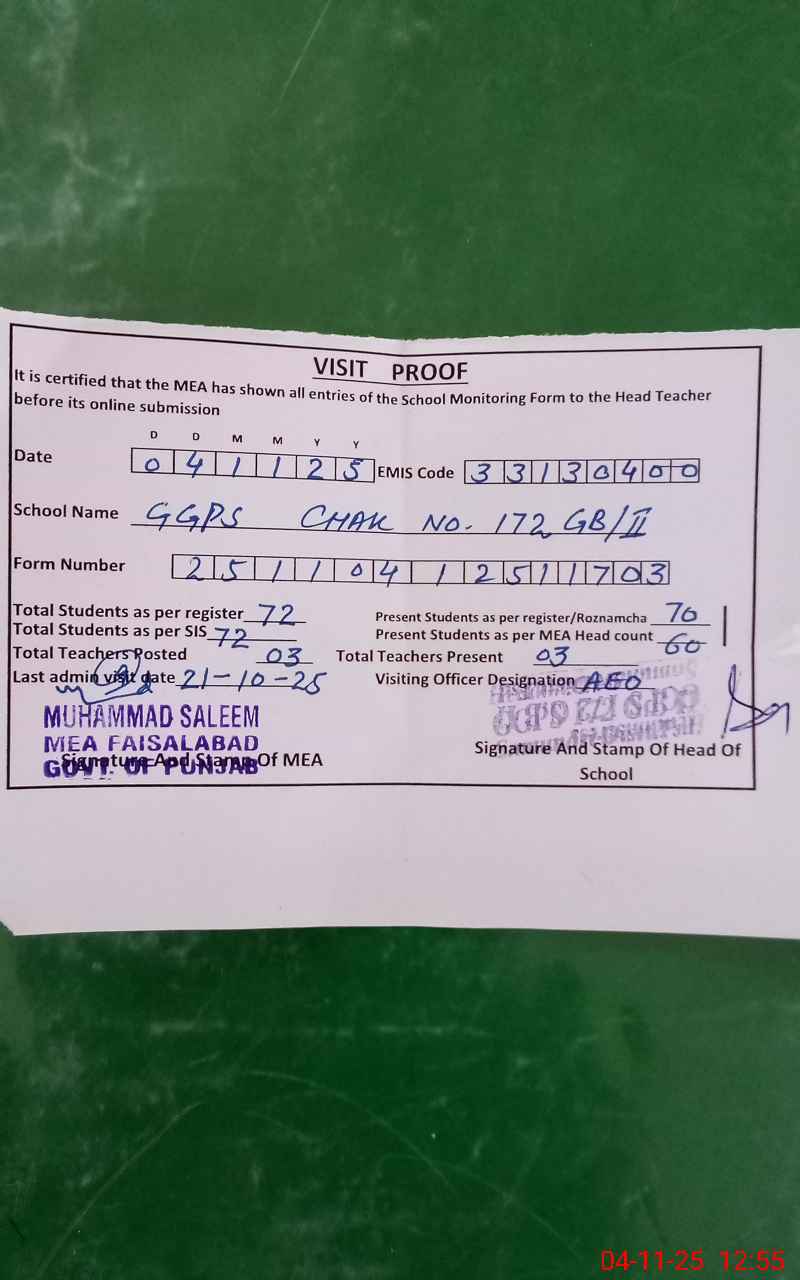 VISIT PROOF
It is certified that the MEA has shown all entries of the School Monitoring Form to the Head Teacher
before its online submission
D D M M Y Y
Date 0 4 1 1 2 5 EMIS Code 3 3 1 3 0 4 0 0
School Name GGPS CHAK NO. 172 GB/II
Form Number 2 5 1 1 0 4 1 2 5 1 1 7 0 3
Total Students as per register 72 Present Students as per register/Roznamcha 70
Total Students as per SIS 72 Present Students as per MEA Head count 60
Total Teachers Posted 03 Total Teachers Present 03
Last admin visit date 21-10-25 Visiting Officer Designation AEO
MUHAMMAD SALEEM
MEA FAISALABAD
GOVT. OF PUNJAB
Signature And Stamp Of MEA
Signature And Stamp Of Head Of
School
04-11-25 12:55